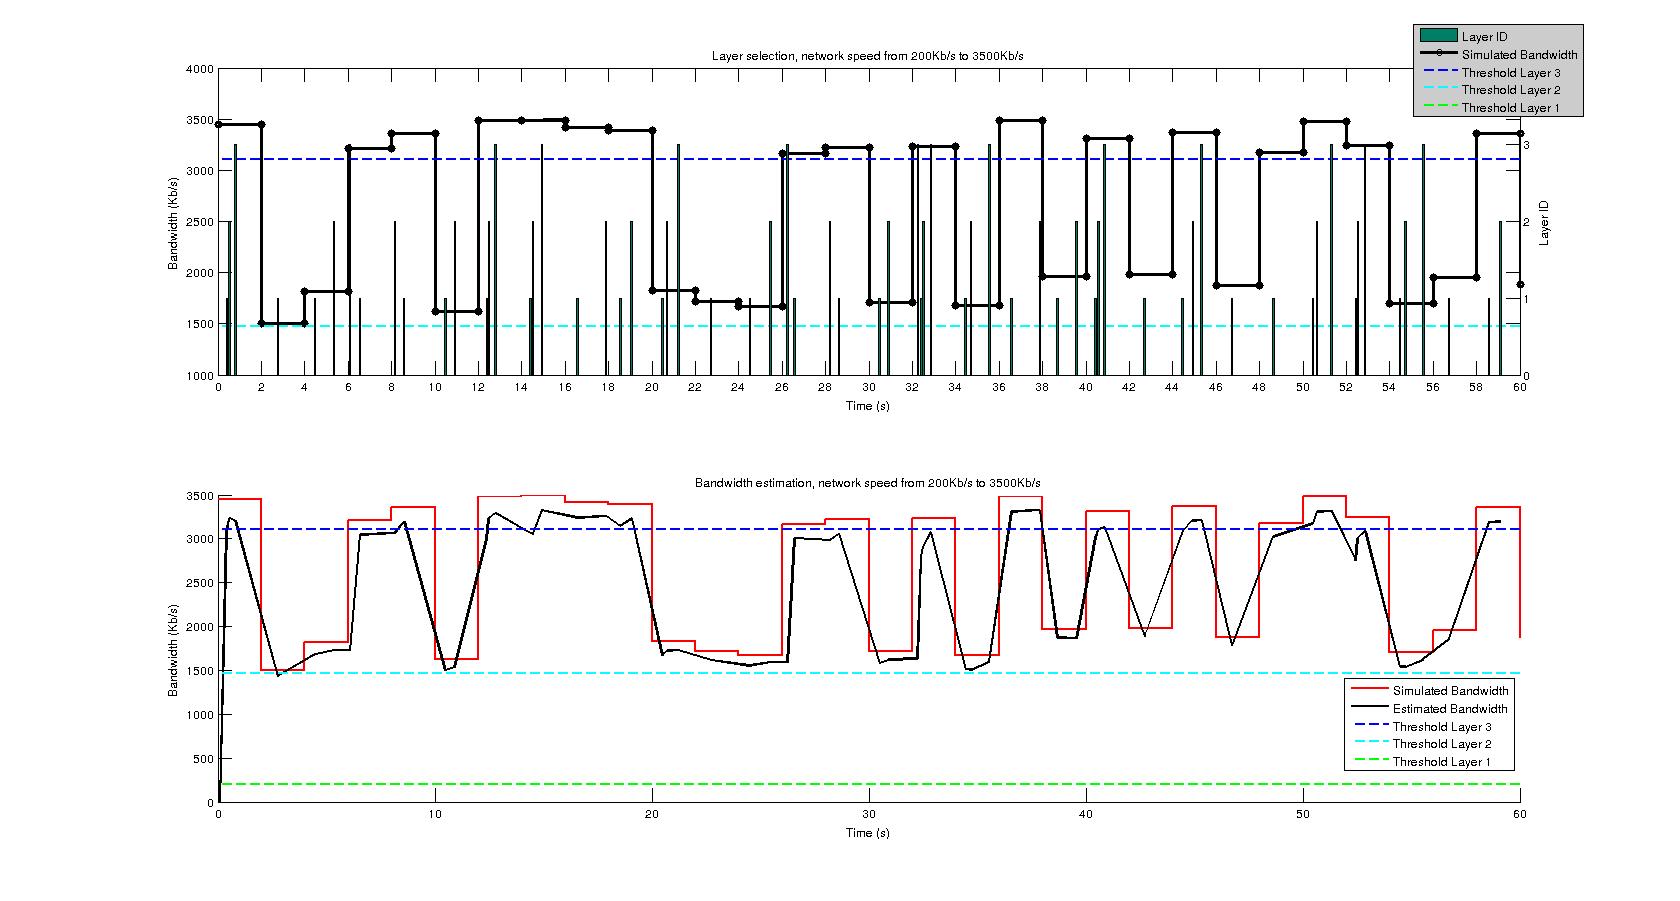 Layer selection, network speed from 200Kb/s to 3500Kb/s
Layer ID
Simulated Bandwidth
Threshold Layer 3
Threshold Layer 2
Threshold Layer 1
4000
3500
3000
2500
2000
1500
1000
Bandwidth (Kb/s)
3
2
1
0
Layer ID
0 2 4 6 8 10 12 14 16 18 20 22 24 26 28 30 32 34 36 38 40 42 44 46 48 50 52 54 56 58 60
Time (s)
Bandwidth estimation, network speed from 200Kb/s to 3500Kb/s
3500
3000
2500
2000
1500
1000
500
0
Bandwidth (Kb/s)
Simulated Bandwidth
Estimated Bandwidth
Threshold Layer 3
Threshold Layer 2
Threshold Layer 1
0 10 20 30 40 50 60
Time (s)